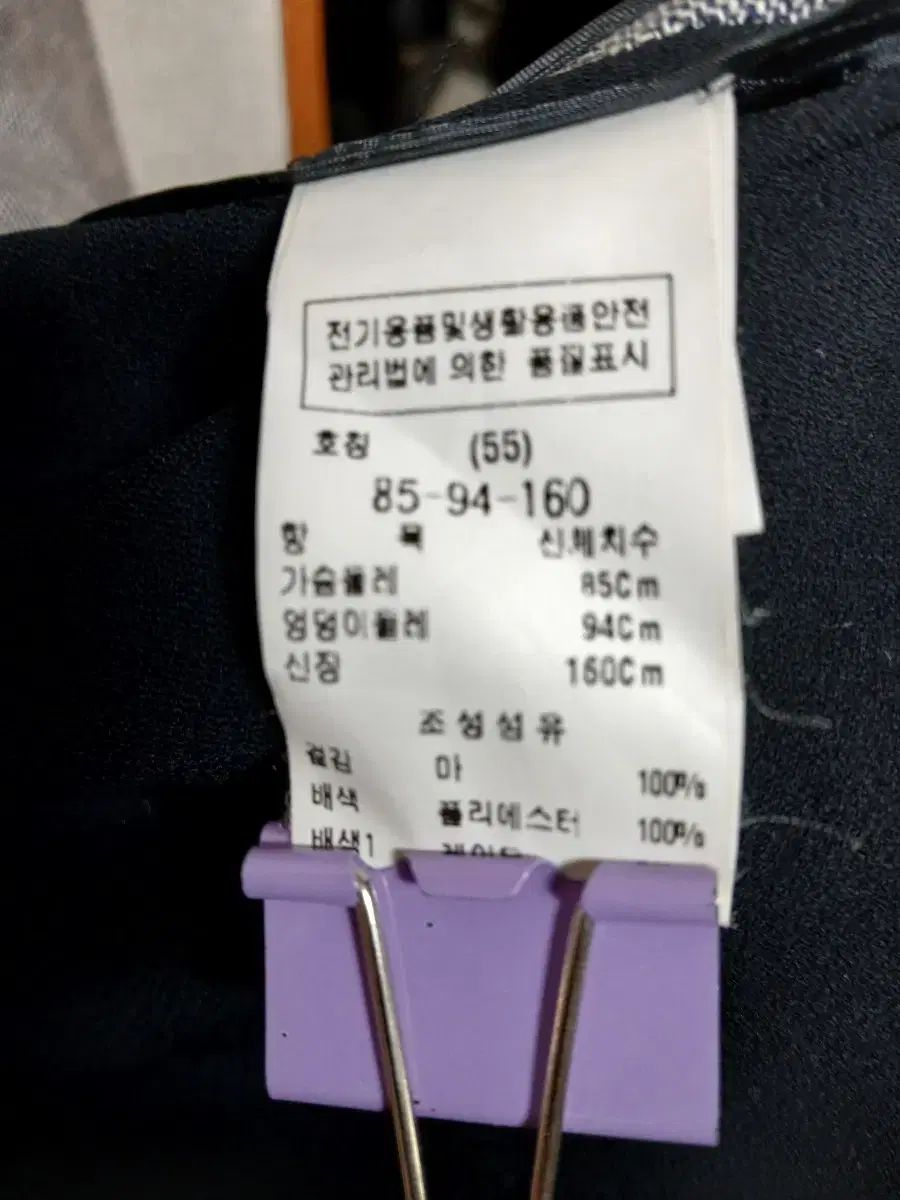 전기용품및생활용품안전
관리법에 의한 품질표시
호칭 (55)
85-94-160
항 목 신체치수
가슴둘레 85Cm
엉덩이둘레 94Cm
신장 160Cm
조성섬유
겉감 마 100%
배색 폴리에스터 100%
배색1